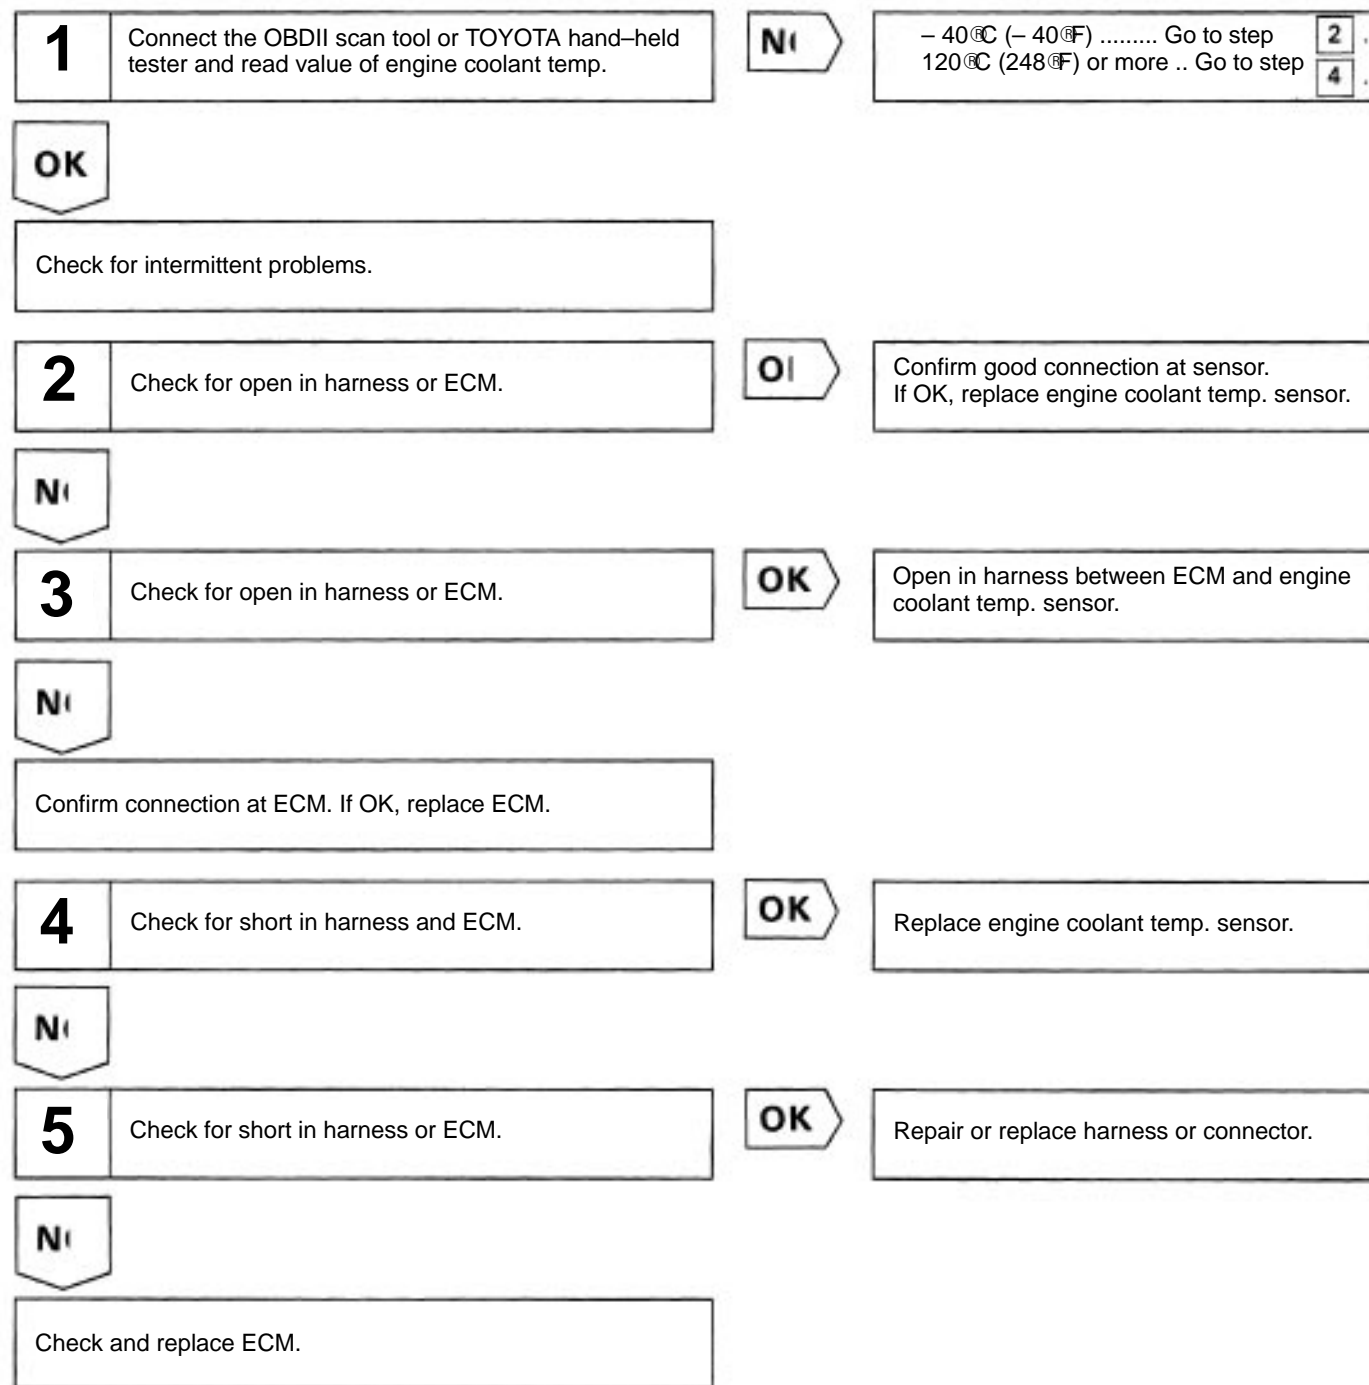 1
Connect the OBDII scan tool or TOYOTA hand–held
tester and read value of engine coolant temp.
– 40®C (– 40®F) ......... Go to step 2 .
120®C (248®F) or more .. Go to step 4 .
OK
Check for intermittent problems.
2
Check for open in harness or ECM.
Confirm good connection at sensor.
If OK, replace engine coolant temp. sensor.
3
Check for open in harness or ECM.
OK
Open in harness between ECM and engine
coolant temp. sensor.
Confirm connection at ECM. If OK, replace ECM.
4
Check for short in harness and ECM.
OK
Replace engine coolant temp. sensor.
5
Check for short in harness or ECM.
OK
Repair or replace harness or connector.
Check and replace ECM.